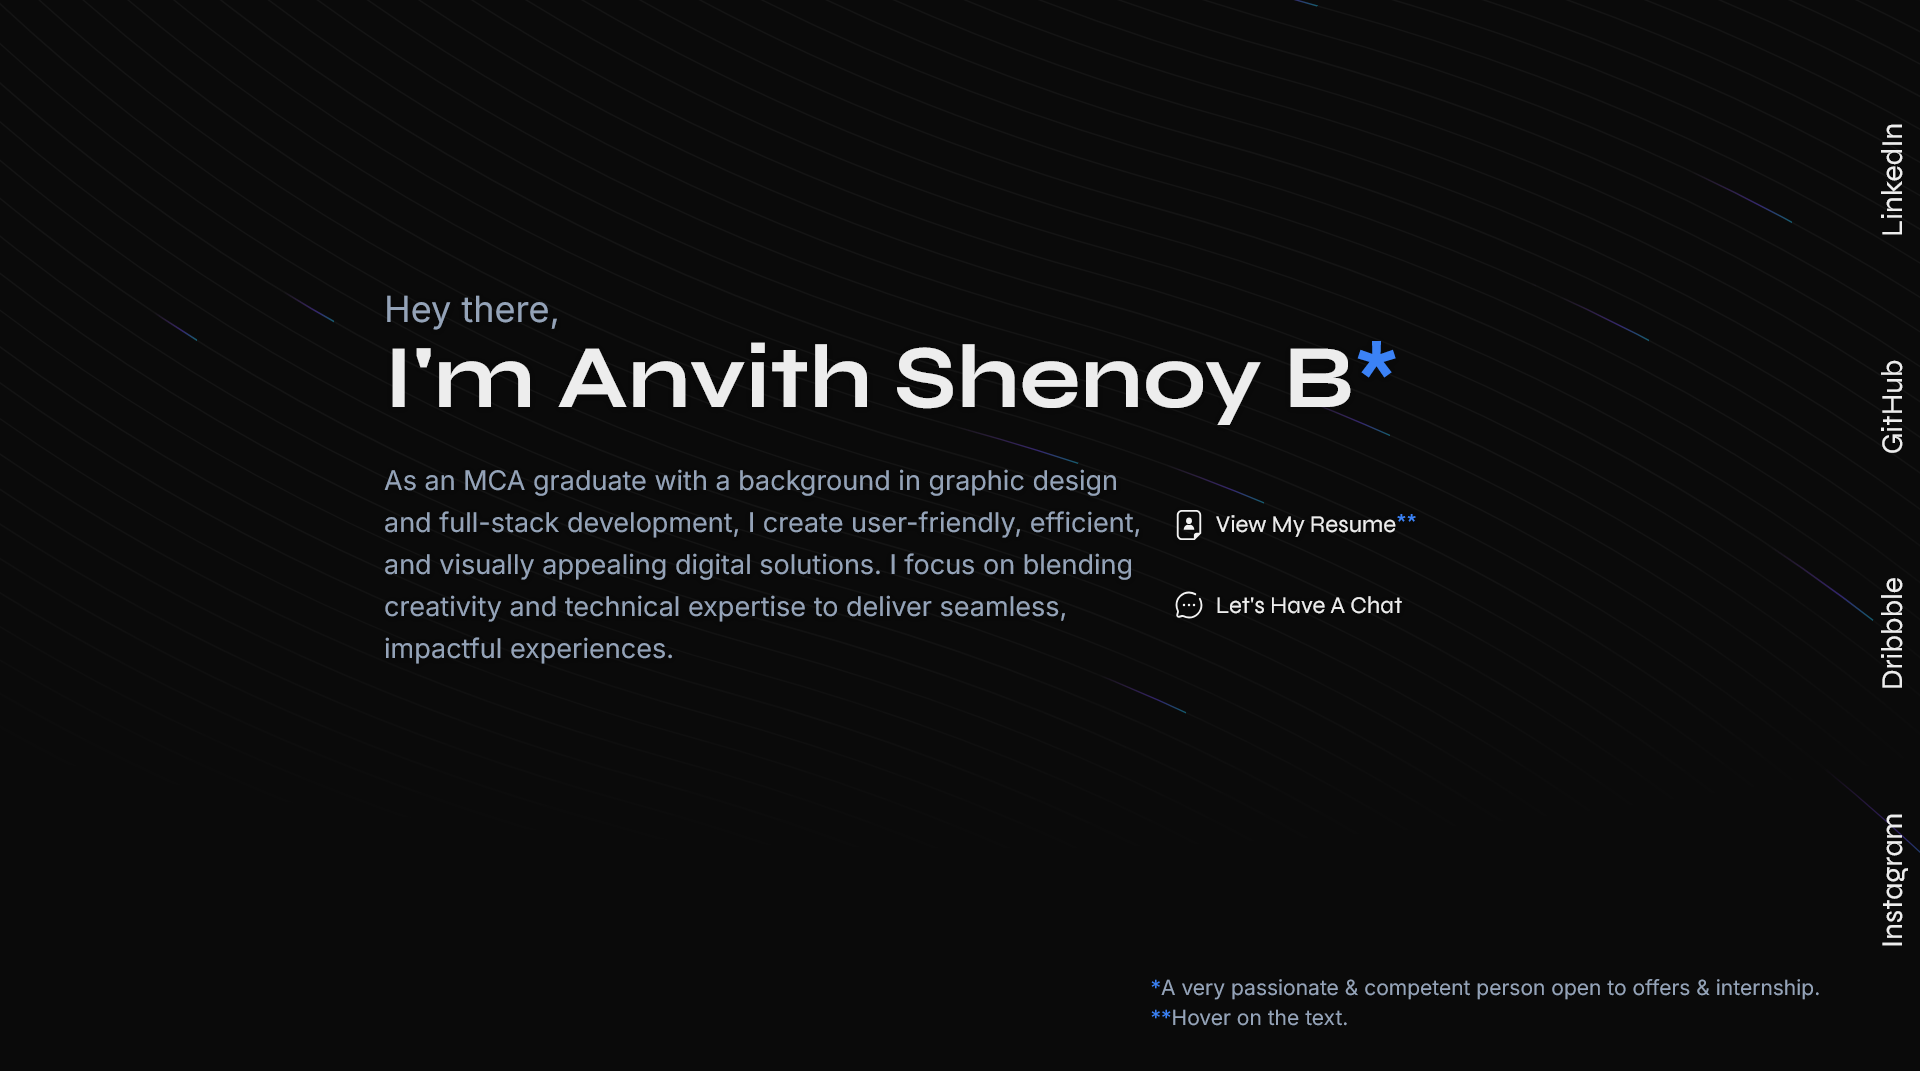 Hey there,
I'm Anvith Shenoy B*
As an MCA graduate with a background in graphic design
and full-stack development, I create user-friendly, efficient,
and visually appealing digital solutions. I focus on blending
creativity and technical expertise to deliver seamless,
impactful experiences.
View My Resume**
Let's Have A Chat
LinkedIn
GitHub
Dribbble
Instagram
*A very passionate & competent person open to offers & internship.
**Hover on the text.